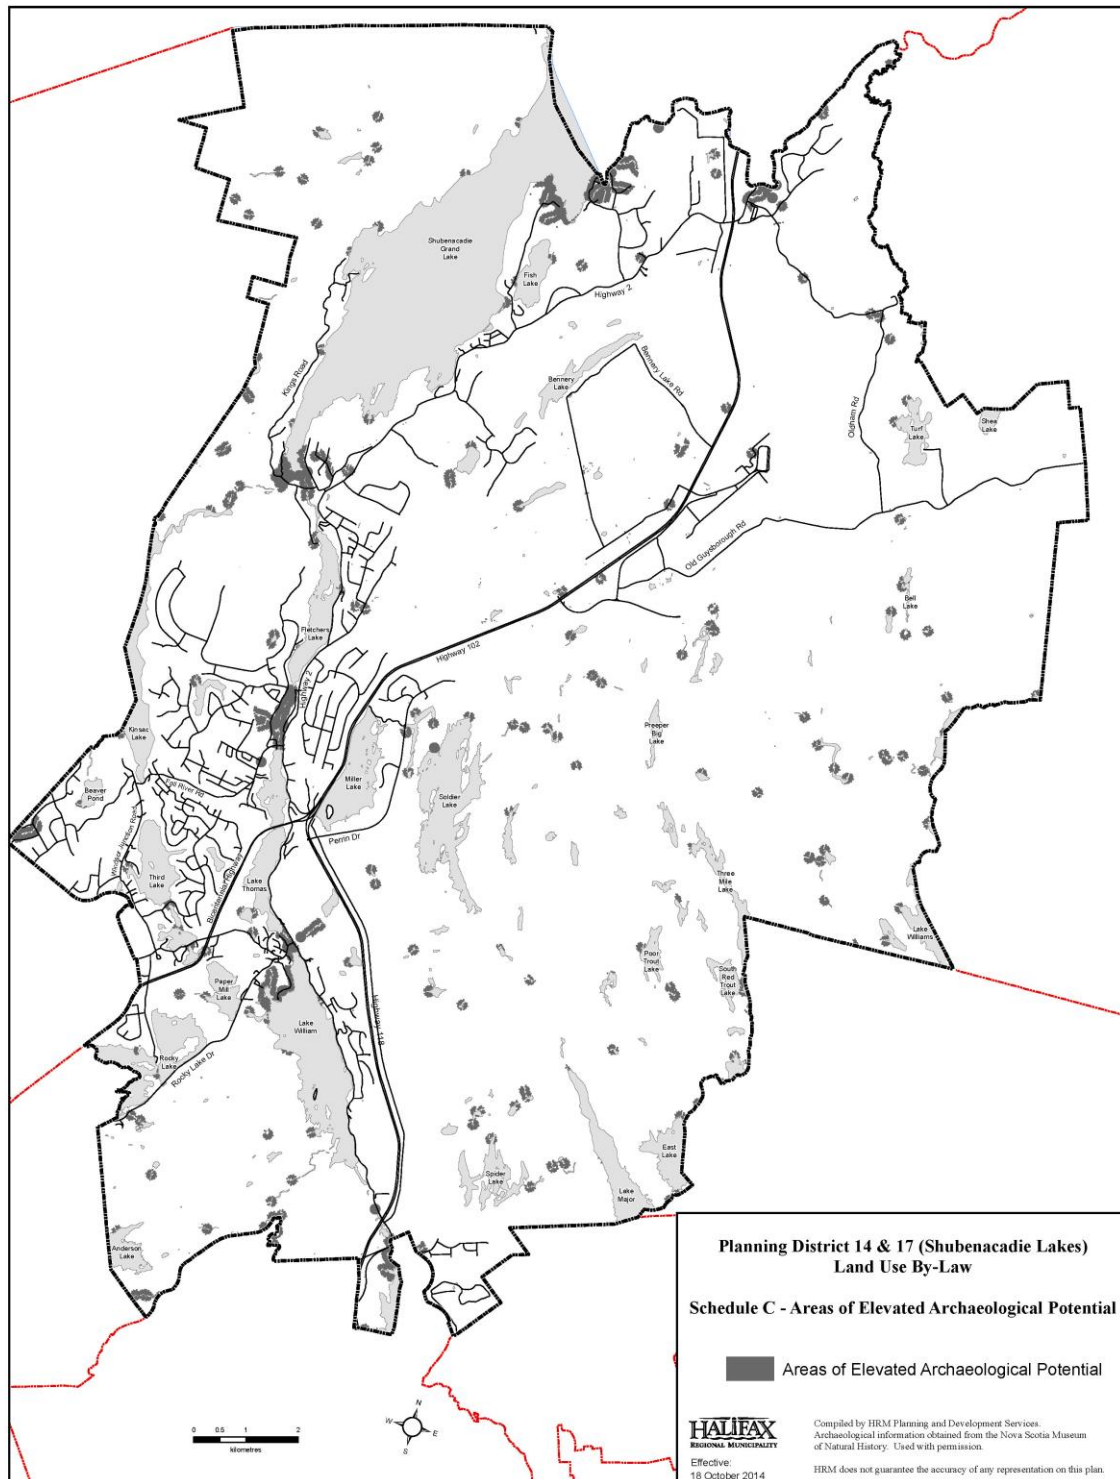 Shubenacadie
Grand
Lake
Fish
Lake
Highway 2
Kings Road
Bennery
Lake
Bennery Lake Rd
Oldham Rd
Turf
Lake
Shea
Lake
Old Guysborough Rd
Bell
Lake
Fletchers
Lake
Highway 2
Highway 102
Kinsac
Lake
Preeper
Big
Lake
Beaver
Pond
Fall River Rd
Miller
Lake
Soldier
Lake
Windsor Junction Road
Perrin Dr
Third
Lake
Bicentennial Highway
Lake
Thomas
Three
Mile
Lake
Lake
Williams
Poor
Trout
Lake
South
Red
Trout
Lake
Paper
Mill
Lake
Lake
William
Highway 118
Rocky
Lake
Rocky Lake Dr
East
Lake
Spider
Lake
Lake
Major
Anderson
Lake
Planning District 14 & 17 (Shubenacadie Lakes)
Land Use By-Law
Schedule C - Areas of Elevated Archaeological Potential
Areas of Elevated Archaeological Potential
N
W
E
S
0 0.5 1 2
kilometres
HALIFAX
REGIONAL MUNICIPALITY
Effective:
18 October 2014
Compiled by HRM Planning and Development Services.
Archaeological information obtained from the Nova Scotia Museum
of Natural History. Used with permission.
HRM does not guarantee the accuracy of any representation on this plan.